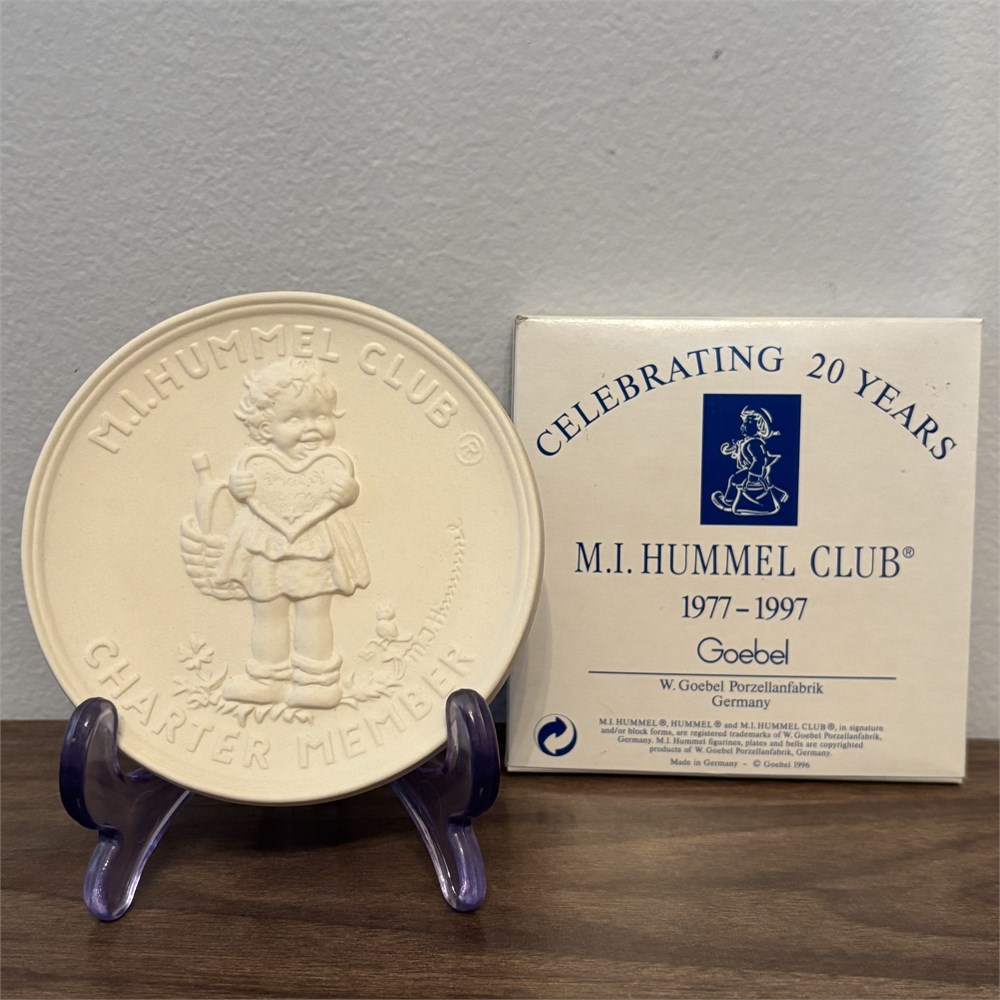 M.I.HUMMEL CLUB ®
M.J.Hummel
CHARTER MEMBER
CELEBRATING 20 YEARS
M.I. HUMMEL CLUB®
1977–1997
Goebel
W. Goebel Porzellanfabrik
Germany
M.I. HUMMEL®, HUMMEL® and M.I. HUMMEL CLUB®, in signature
and/or block forms, are registered trademarks of W. Goebel Porzellanfabrik,
Germany. M.I. Hummel figurines, plates and bells are copyrighted
products of W. Goebel Porzellanfabrik, Germany.
Made in Germany - © Goebel 1996